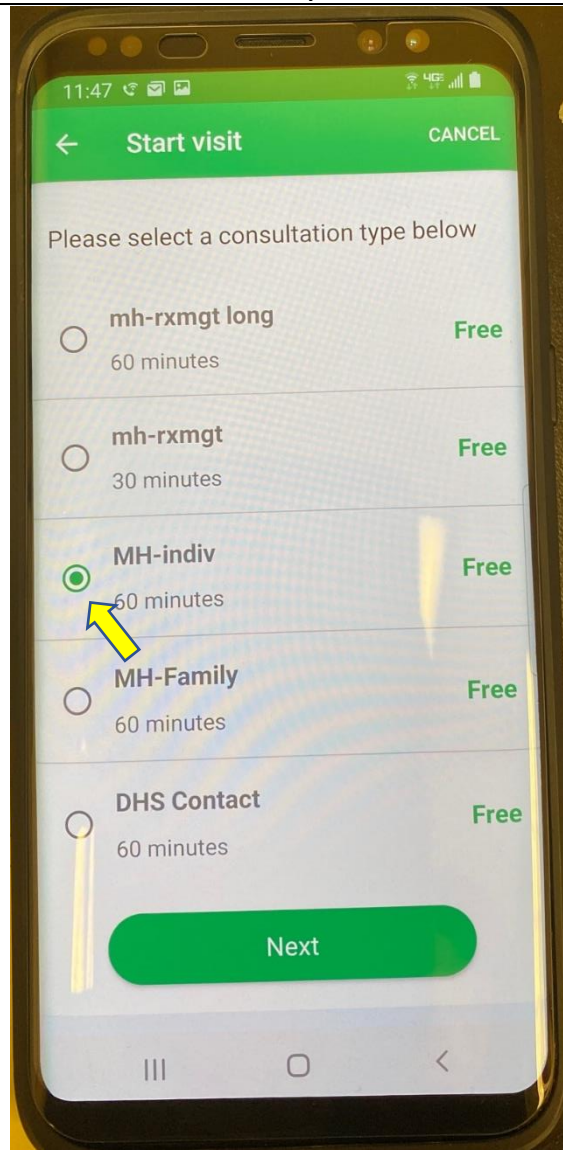 11:47
4GE
Start visit
CANCEL
Please select a consultation type below
mh-rxmgt long
Free
60 minutes
mh-rxmgt
Free
30 minutes
MH-indiv
Free
60 minutes
MH-Family
Free
60 minutes
DHS Contact
Free
60 minutes
Next